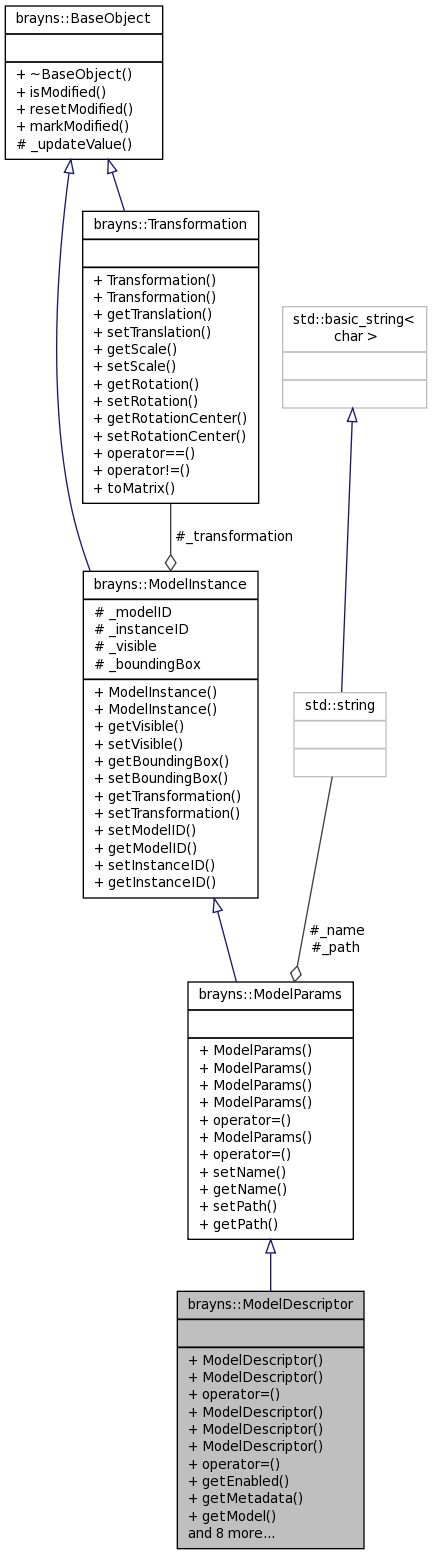 brayns::BaseObject
+ ~BaseObject()
+ isModified()
+ resetModified()
+ markModified()
# _updateValue()
brayns::Transformation
+ Transformation()
+ Transformation()
+ getTranslation()
+ setTranslation()
+ getScale()
+ setScale()
+ getRotation()
+ setRotation()
+ getRotationCenter()
+ setRotationCenter()
+ operator==()
+ operator!=()
+ toMatrix()
std::basic_string<
char >
#_transformation
brayns::ModelInstance
# _modelID
# _instanceID
# _visible
# _boundingBox
+ ModelInstance()
+ ModelInstance()
+ getVisible()
+ setVisible()
+ getBoundingBox()
+ setBoundingBox()
+ getTransformation()
+ setTransformation()
+ setModelID()
+ getModelID()
+ setInstanceID()
+ getInstanceID()
std::string
#_name
#_path
brayns::ModelParams
+ ModelParams()
+ ModelParams()
+ ModelParams()
+ ModelParams()
+ operator=()
+ ModelParams()
+ operator=()
+ setName()
+ getName()
+ setPath()
+ getPath()
brayns::ModelDescriptor
+ ModelDescriptor()
+ ModelDescriptor()
+ operator=()
+ ModelDescriptor()
+ ModelDescriptor()
+ ModelDescriptor()
+ operator=()
+ getEnabled()
+ getMetadata()
+ getModel()
and 8 more...